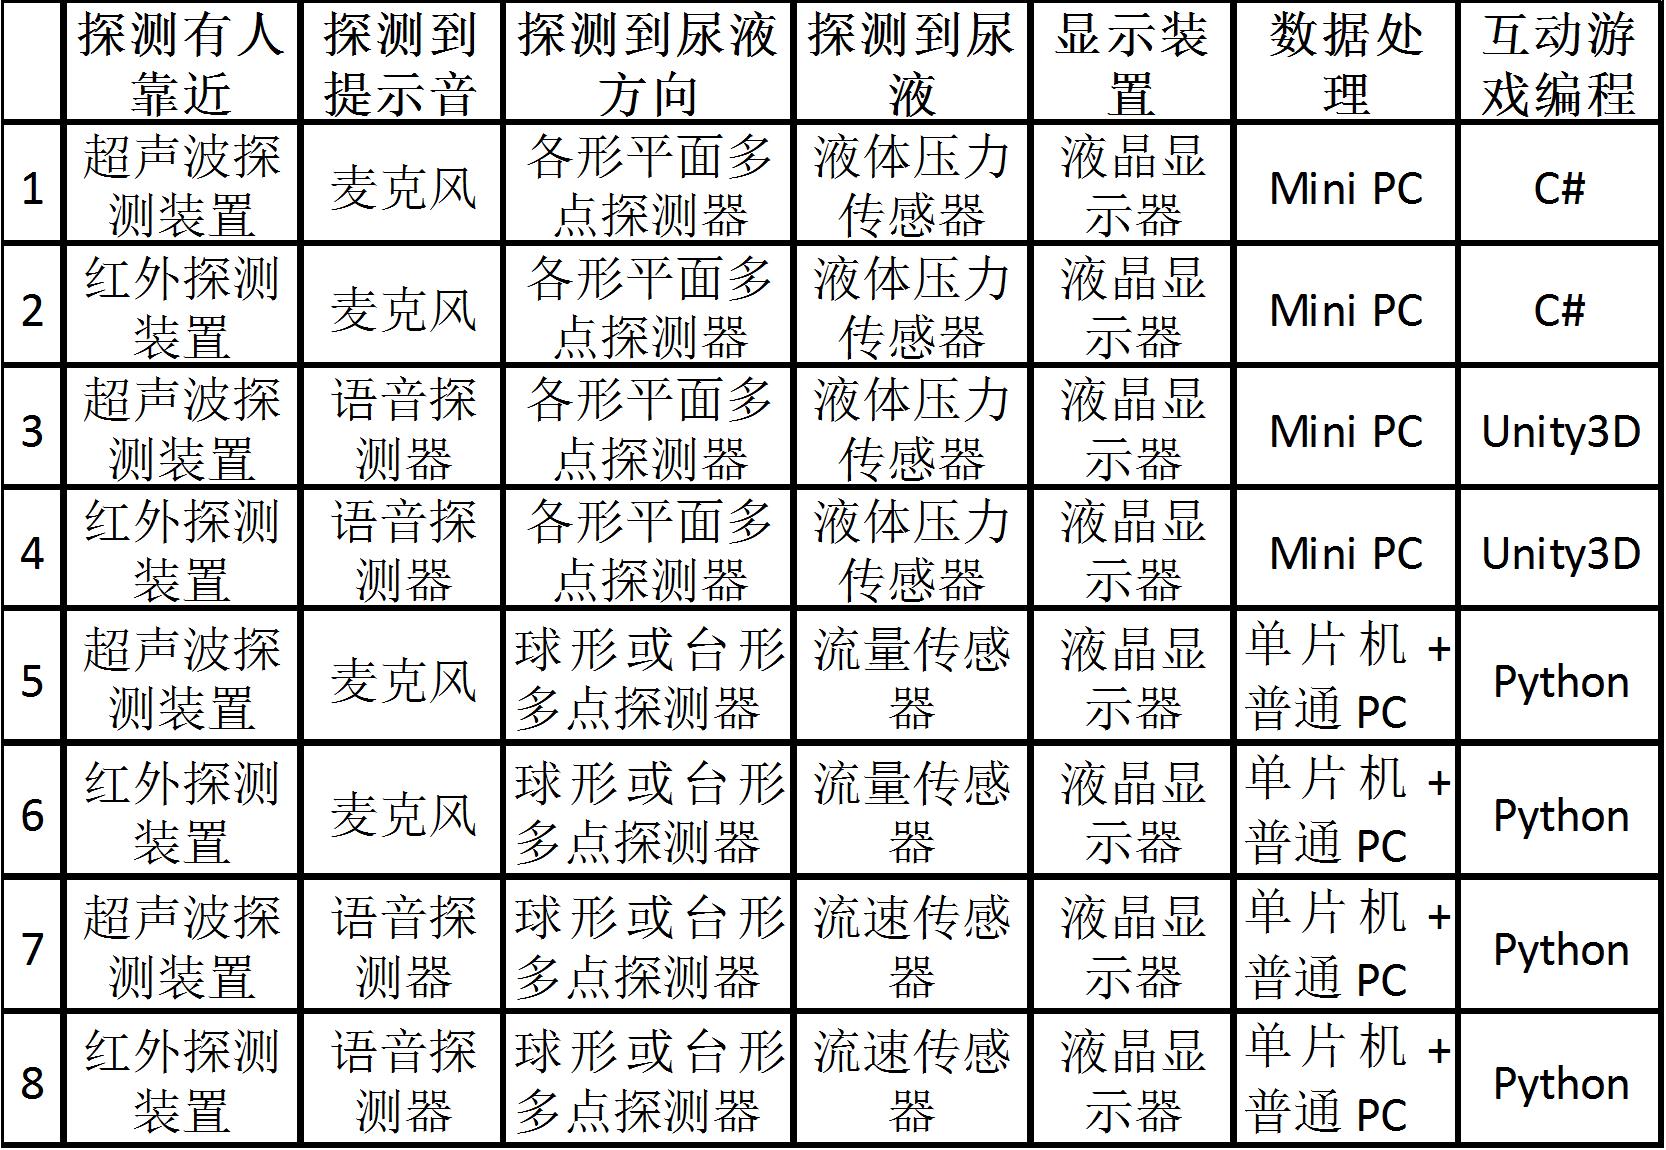 探测有人靠近 探测到提示音 探测到尿液方向 探测到尿液 显示装置 数据处理 互动游戏编程
1 超声波探测装置 麦克风 各形平面多点探测器 液体压力传感器 液晶显示器 Mini PC C#
2 红外探测装置 麦克风 各形平面多点探测器 液体压力传感器 液晶显示器 Mini PC C#
3 超声波探测装置 语音探测器 各形平面多点探测器 液体压力传感器 液晶显示器 Mini PC Unity3D
4 红外探测装置 语音探测器 各形平面多点探测器 液体压力传感器 液晶显示器 Mini PC Unity3D
5 超声波探测装置 麦克风 球形或台形多点探测器 流量传感器 液晶显示器 单片机+普通PC Python
6 红外探测装置 麦克风 球形或台形多点探测器 流量传感器 液晶显示器 单片机+普通PC Python
7 超声波探测装置 语音探测器 球形或台形多点探测器 流速传感器 液晶显示器 单片机+普通PC Python
8 红外探测装置 语音探测器 球形或台形多点探测器 流速传感器 液晶显示器 单片机+普通PC Python